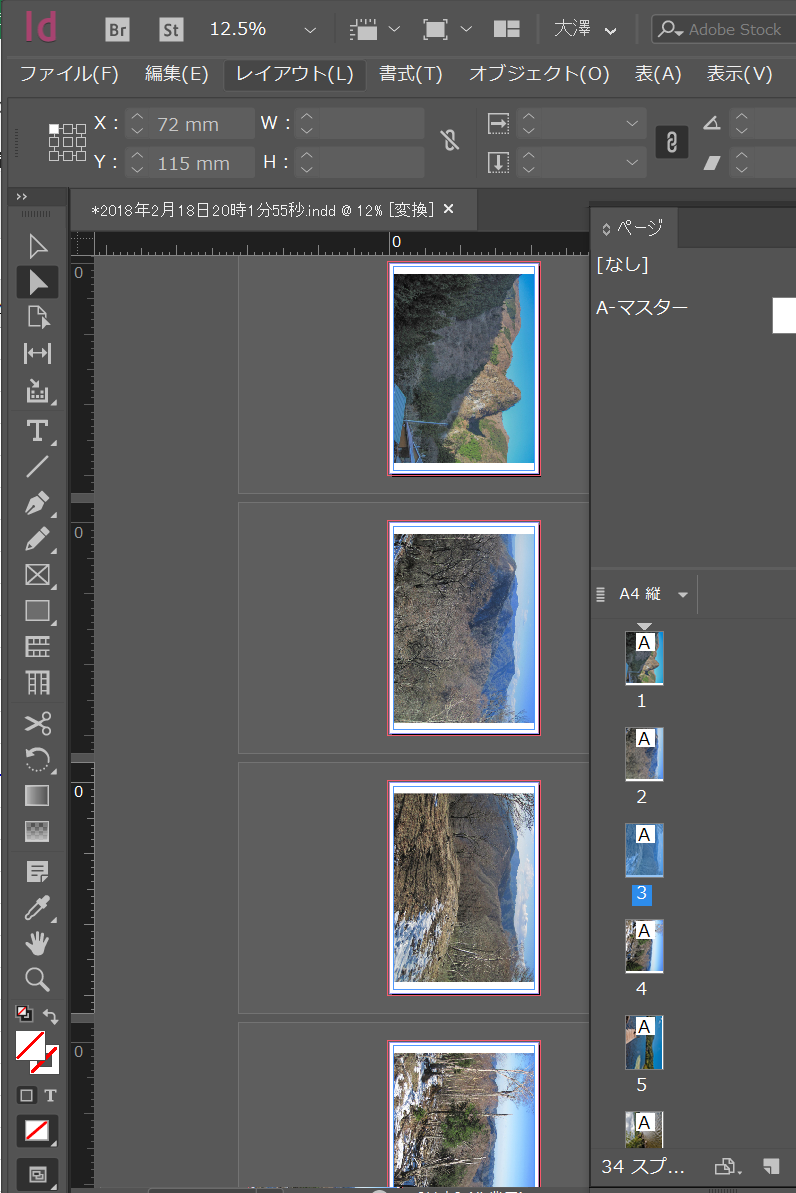 Id Br St 12.5% 大澤 Adobe Stock
ファイル(F) 編集(E) レイアウト(L) 書式(T) オブジェクト(O) 表(A) 表示(V)
X : 72 mm W :
Y : 115 mm H :
*2018年2月18日20時1分55秒.indd @ 12% [変換] ×
ページ
0
0
[なし]
A-マスター
0
A4 縦
A
1
A
2
0
A
3
A
4
A
5
0
A
T
34 スプ...